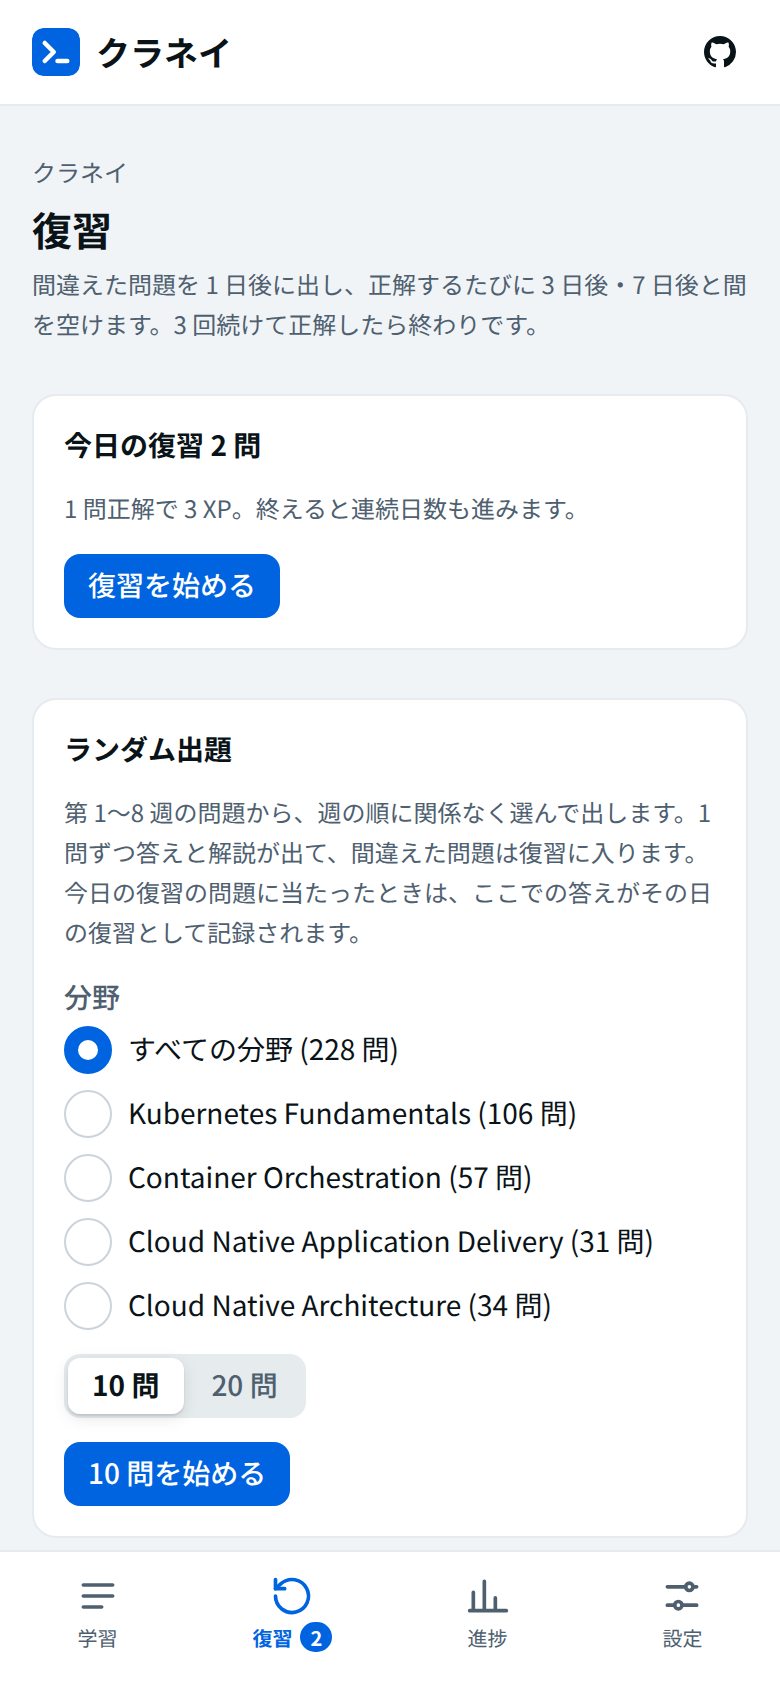 クラネイ
クラネイ
復習
間違えた問題を 1 日後に出し、正解するたびに 3 日後・7 日後と間
を空けます。3 回続けて正解したら終わりです。
今日の復習 2 問
1 問正解で 3 XP。終えると連続日数も進みます。
復習を始める
ランダム出題
第 1〜8 週の問題から、週の順に関係なく選んで出します。1
問ずつ答えと解説が出て、間違えた問題は復習に入ります。
今日の復習の問題に当たったときは、ここでの答えがその日
の復習として記録されます。
分野
すべての分野 (228 問)
Kubernetes Fundamentals (106 問)
Container Orchestration (57 問)
Cloud Native Application Delivery (31 問)
Cloud Native Architecture (34 問)
10 問 20 問
10 問を始める
学習 復習 2 進捗 設定